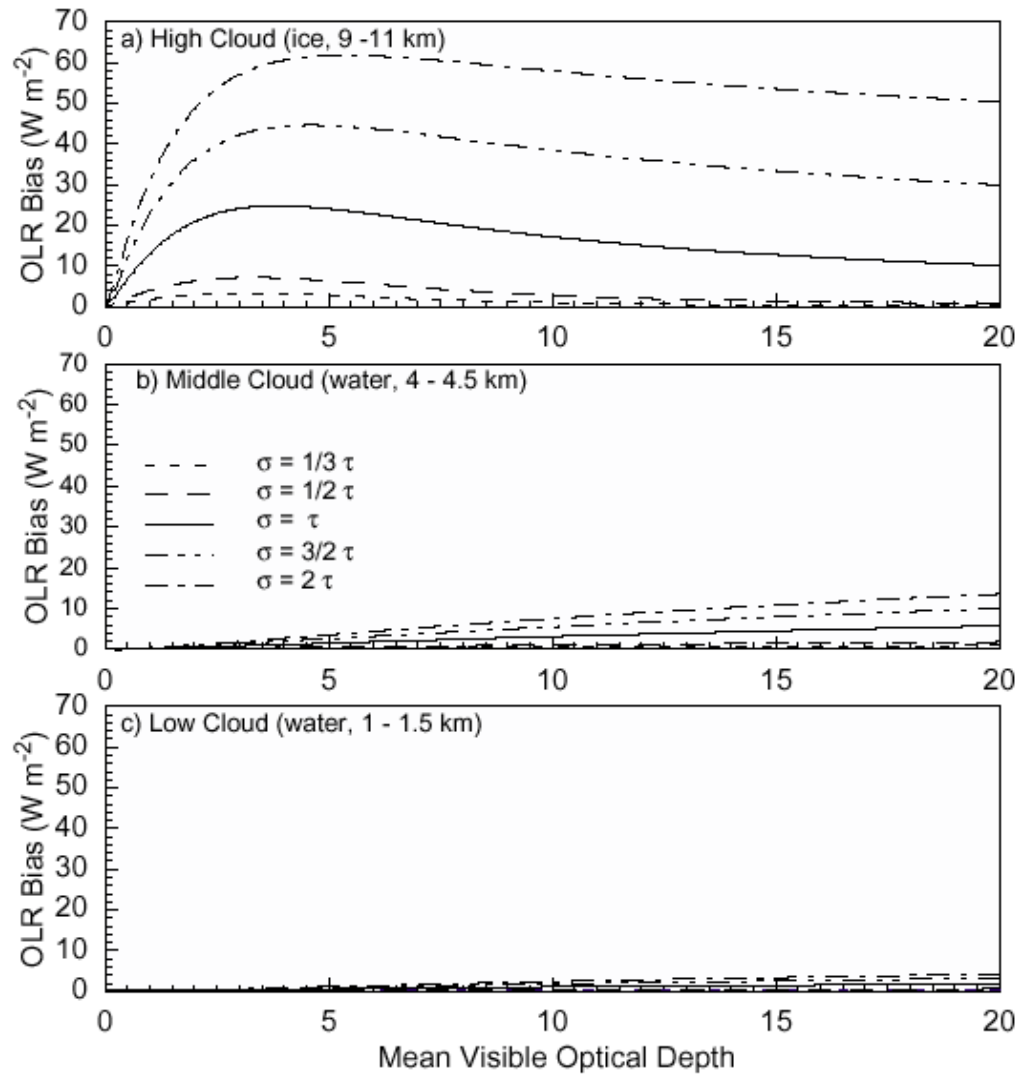 a) High Cloud (ice, 9 -11 km)
OLR Bias (W m⁻²)
70
60
50
40
30
20
10
0
0 5 10 15 20
b) Middle Cloud (water, 4 - 4.5 km)
OLR Bias (W m⁻²)
70
60
50
40
30
20
10
0
σ = 1/3 τ
σ = 1/2 τ
σ = τ
σ = 3/2 τ
σ = 2 τ
0 5 10 15 20
c) Low Cloud (water, 1 - 1.5 km)
OLR Bias (W m⁻²)
70
60
50
40
30
20
10
0
0 5 10 15 20
Mean Visible Optical Depth